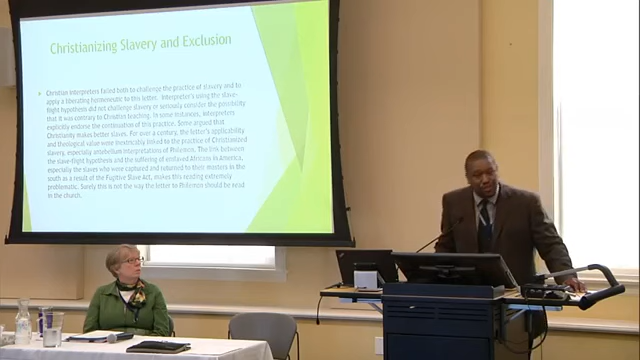 Christianizing Slavery and Exclusion
Christian Interpreters failed both to challenge the practice of slavery and to
apply a liberating hermeneutic to this letter. Interpreter's using the slave-
flight hypothesis did not challenge slavery or seriously consider the possibility
that it was contrary to Christian teaching. In some instances, interpreters
explicitly endorse the continuation of this practice. Some argued that
Christianity makes better slaves. For over a century, the letter's applicability
and theological value were inextricably linked to the practice of Christianized
slavery, especially antebellum interpretations of Philemon. The link between
the slave-flight hypothesis and the suffering of enslaved Africans in America,
especially the slaves who were captured and returned to their masters in the
south as a result of the Fugitive Slave Act, makes this reading extremely
problematic. Surely this is not the way the letter to Philemon should be read
in the church.